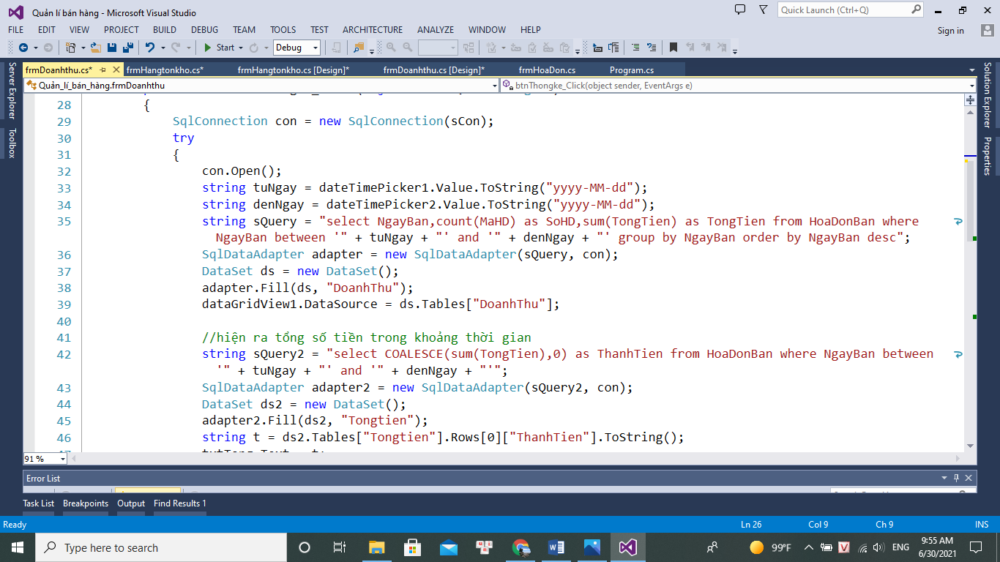 Quản lí bán hàng - Microsoft Visual Studio
Quick Launch (Ctrl+Q)
FILE EDIT VIEW PROJECT BUILD DEBUG TEAM TOOLS TEST ARCHITECTURE ANALYZE WINDOW HELP
Sign in
Start Debug
Server Explorer
Toolbox
Solution Explorer
Properties
frmDoanhthu.cs* frmHangtonkho.cs* frmHangtonkho.cs [Design]* frmDoanhthu.cs [Design]* frmHoaDon.cs Program.cs
Quản_lí_bán_hàng.frmDoanhthu btnThongke_Click(object sender, EventArgs e)
28 {
29 SqlConnection con = new SqlConnection(sCon);
30 try
31 {
32 con.Open();
33 string tuNgay = dateTimePicker1.Value.ToString("yyyy-MM-dd");
34 string denNgay = dateTimePicker2.Value.ToString("yyyy-MM-dd");
35 string sQuery = "select NgayBan,count(MaHD) as SoHD,sum(TongTien) as TongTien from HoaDonBan where
NgayBan between '" + tuNgay + "' and '" + denNgay + "' group by NgayBan order by NgayBan desc";
36 SqlDataAdapter adapter = new SqlDataAdapter(sQuery, con);
37 DataSet ds = new DataSet();
38 adapter.Fill(ds, "DoanhThu");
39 dataGridView1.DataSource = ds.Tables["DoanhThu"];
40
41 //hiện ra tổng số tiền trong khoảng thời gian
42 string sQuery2 = "select COALESCE(sum(TongTien),0) as ThanhTien from HoaDonBan where NgayBan between
'" + tuNgay + "' and '" + denNgay + "'";
43 SqlDataAdapter adapter2 = new SqlDataAdapter(sQuery2, con);
44 DataSet ds2 = new DataSet();
45 adapter2.Fill(ds2, "Tongtien");
46 string t = ds2.Tables["Tongtien"].Rows[0]["ThanhTien"].ToString();
91 %
Error List
Task List Breakpoints Output Find Results 1
Ready Ln 26 Col 9 Ch 9 INS
Type here to search
99°F
ENG
9:55 AM
6/30/2021